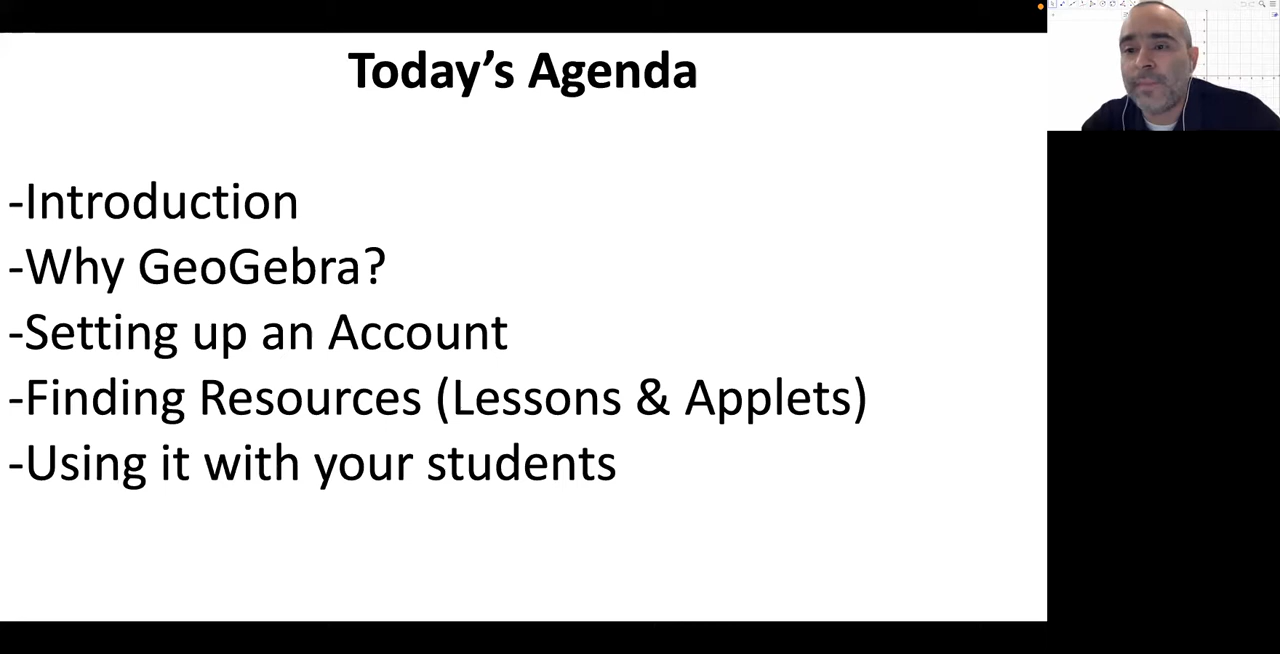 Today’s Agenda
-Introduction
-Why GeoGebra?
-Setting up an Account
-Finding Resources (Lessons & Applets)
-Using it with your students